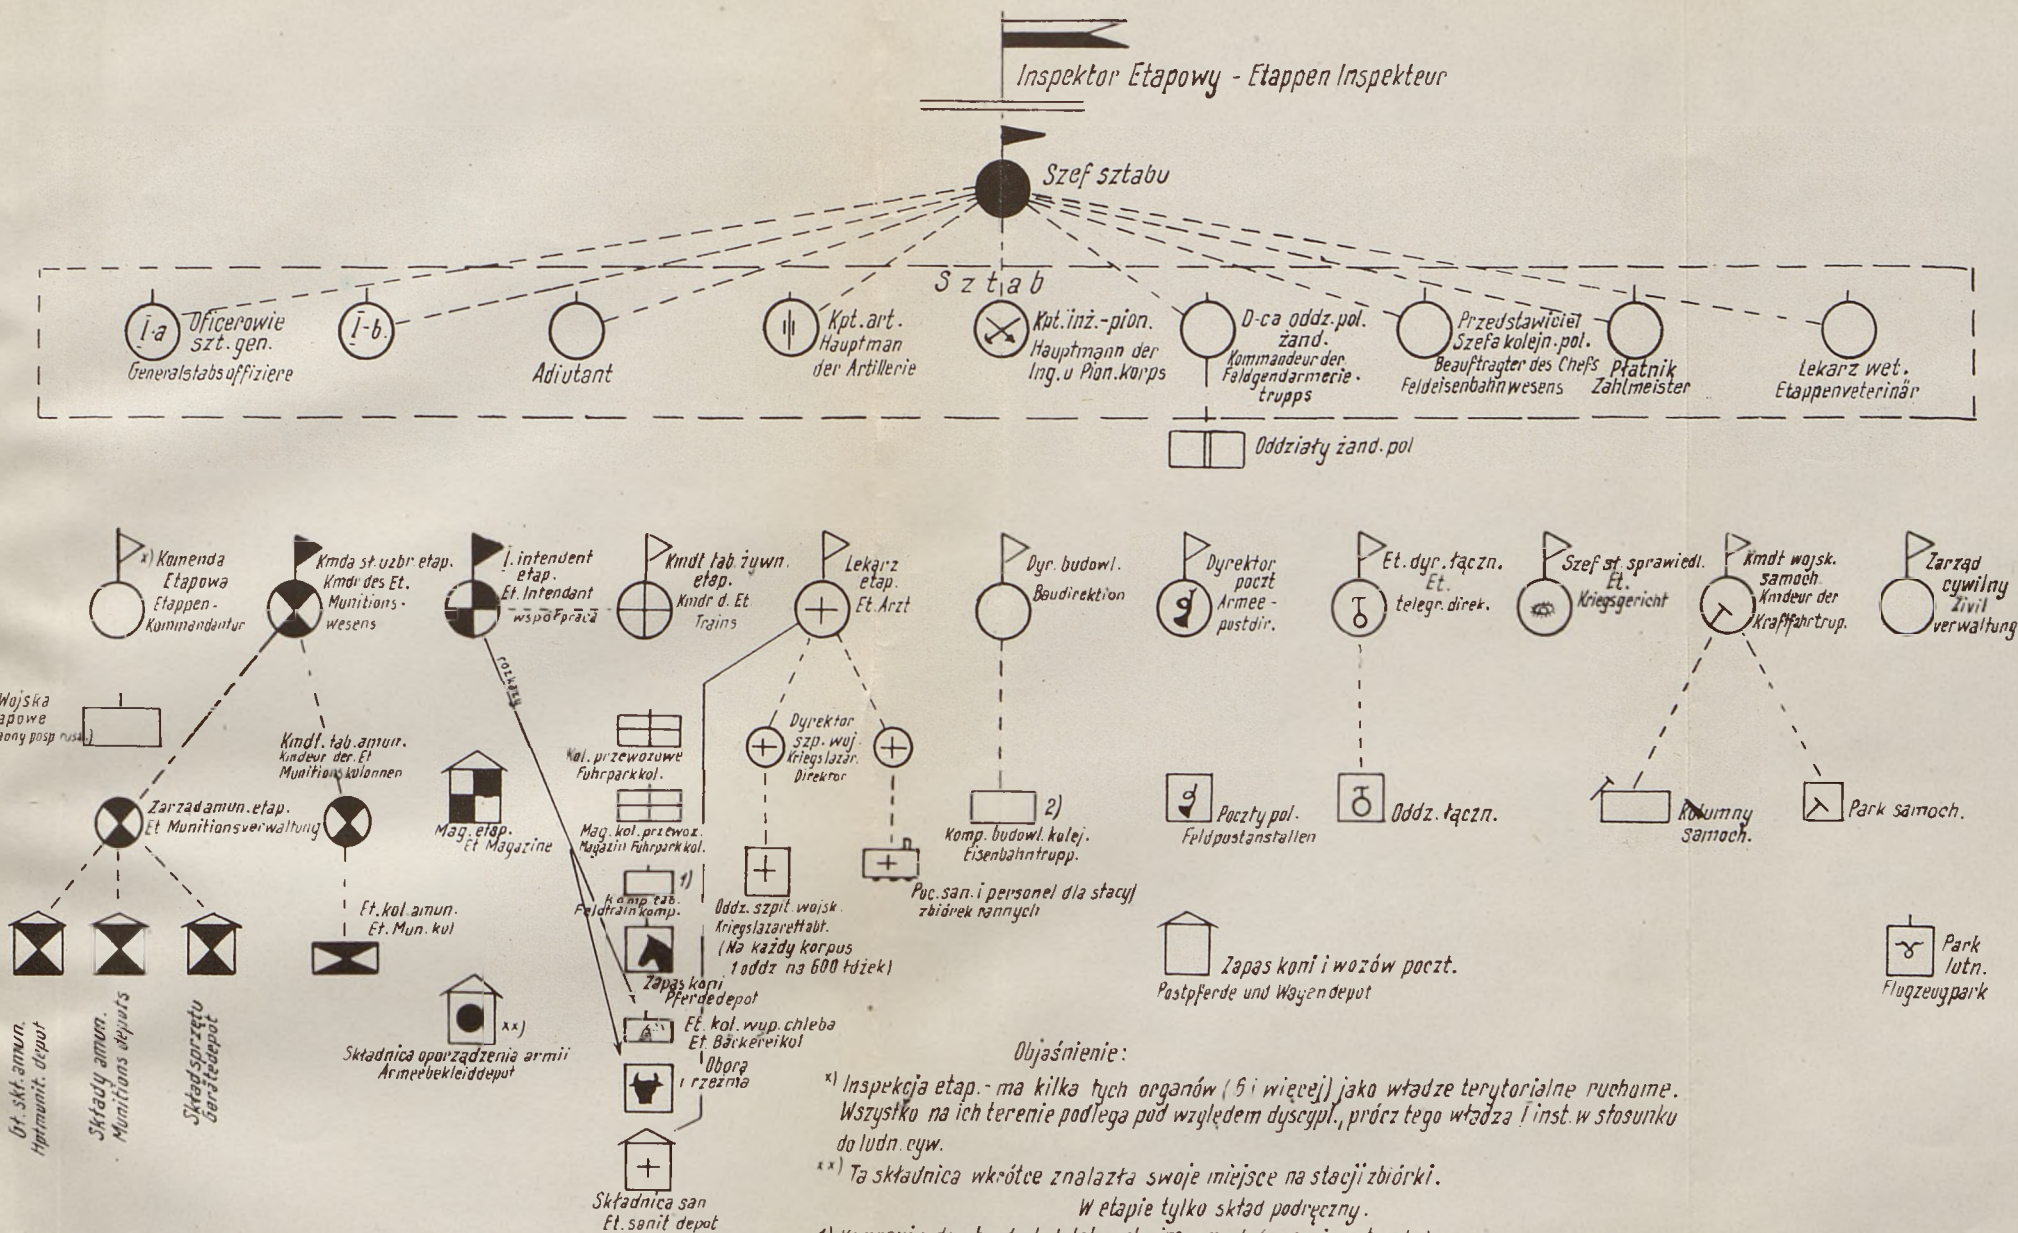 Inspektor Etapowy - Etappen Inspekteur
Szef sztabu
Sztab
I-a
Oficerowie
szt.gen.
Generalstabsoffiziere
I-b.
Adiutant
Kpt.art.
Hauptman
der Artillerie
Kpt.inż.-pion.
Hauptmann der
Ing.u Pion.korps
D-ca oddz.pol.
żand.
Kommandeur der
Feldgendarmerie-
trupps
Przedstawiciel
Szefa kolejn.pol.
Beauftragter des Chefs
Feldeisenbahnwesens
Płatnik
Zahlmeister
Lekarz wet.
Etappenveterinär
Oddziały żand.pol
x) Komenda
Etapowa
Etappen-
Kommandantur
Kmda st.uzbr etap.
Kmdr des Et.
Munitions-
wesens
I.intendent
etap.
Et.Intendant
współpraca
Kmdt tab.żywn.
etap.
Kmdr d. Et
Trains
Lekarz
etap.
Et.Arzt
Dyr. budowl.
Baudirektion
Dyrektor
poczt
Armee-
postdir.
Et.dyr.łączn.
Et.
telegr.direk.
Szef st.sprawiedl.
Et.
Kriegsgericht
Kmdt wojsk.
samoch.
Kmdeur der
Kraftfahrtrup.
Zarząd
cywilny
Zivil
verwaltung
rozkazy
Wojska
apowe
ony posp rusz.)
Kmdt.tab.amun.
Kmdeur der. Et
Munitionskolonnen
Kol. przewozowe
Fuhrparkkol.
Dyrektor
szp.woj.
Kriegslazar.
Direktor
Zarząd amun.etap.
Et Munitionsverwaltung
Mag.etap.
Et Magazine
Mag.kol.przewoz.
Magazin Fuhrparkkol.
2)
Komp. budowl.kolej.
Eisenbahntrupp.
Poczty pol.
Feldpostanstalten
Oddz.łączn.
Kolumny
samoch.
Park samoch.
1)
Komp tab.
Feldtrainkomp.
Et.kol.amun.
Et.Mun.kol
Oddz.szpit.wojsk.
Kriegslazarettabt.
(Na każdy korpus
1 oddz na 600 łóżek)
Poc.san.i personel dla stacyj
zbiórek rannych
Zapas koni
Pferdedepot
Zapas koni i wozów poczt.
Postpferde und Wagendepot
Park
lotn.
Flugzeugpark
Gł.skł.amun.
Hptmunit.depot
Składy amun.
Munitions depots
Skład sprzętu
Gerätedepot
xx)
Składnica oporządzenia armii
Armeebekleiddepot
Et. kol.wyp.chleba
Et.Bäckereikol
Obora
i rzeźnia
Składnica san
Et.sanit depot
Objaśnienie:
x) Inspekcja etap.- ma kilka tych organów (6 i więcej) jako władze terytorialne ruchome.
Wszystko na ich terenie podlega pod względem dyscypl., prócz tego władza I inst.w stosunku
do ludn.cyw.
xx) Ta składnica wkrótce znalazła swoje miejsce na stacji zbiórki.
W etapie tylko skład podręczny.